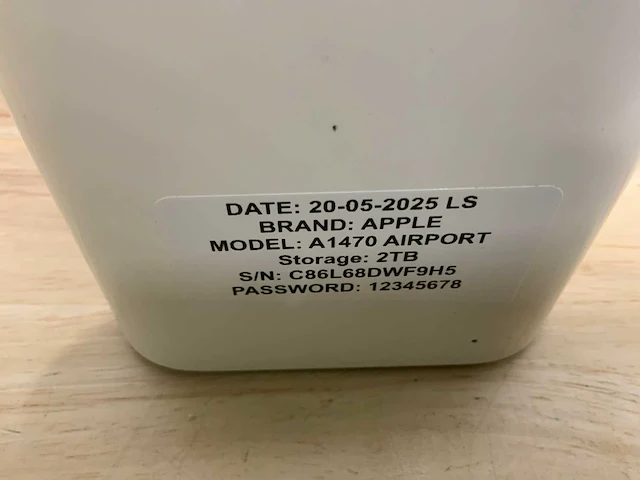 DATE: 20-05-2025 LS
BRAND: APPLE
MODEL: A1470 AIRPORT
Storage: 2TB
S/N: C86L68DWF9H5
PASSWORD: 12345678